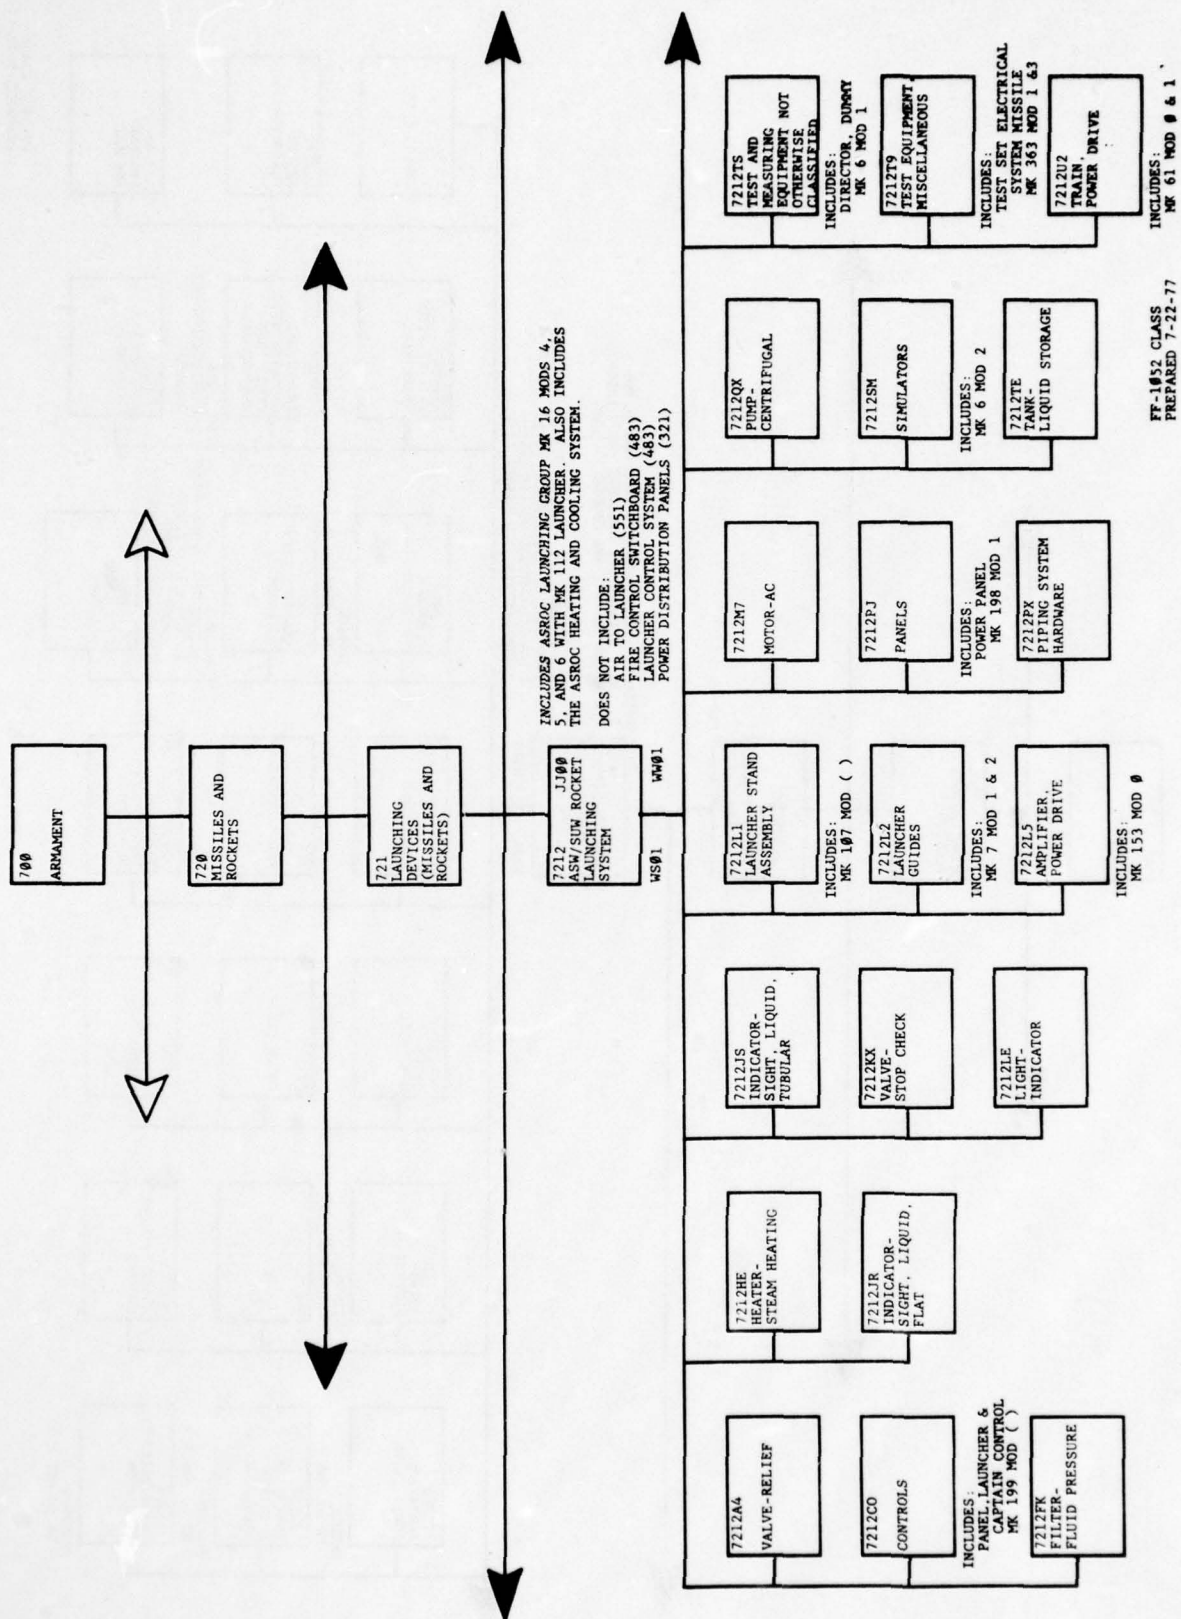 700
ARMAMENT
720
MISSILES AND
ROCKETS
721
LAUNCHING
DEVICES
(MISSILES AND
ROCKETS)
7212 JJ00
ASW/SUW ROCKET
LAUNCHING
SYSTEM
WS01 WW01
INCLUDES ASROC LAUNCHING GROUP MK 16 MODS 4,
5, AND 6 WITH MK 112 LAUNCHER. ALSO INCLUDES
THE ASROC HEATING AND COOLING SYSTEM.
DOES NOT INCLUDE:
AIR TO LAUNCHER (551)
FIRE CONTROL SWITCHBOARD (483)
LAUNCHER CONTROL SYSTEM (483)
POWER DISTRIBUTION PANELS (321)
7212A4
VALVE-RELIEF
7212CO
CONTROLS
INCLUDES:
PANEL,LAUNCHER &
CAPTAIN CONTROL
MK 199 MOD ( )
7212FK
FILTER-
FLUID PRESSURE
7212HE
HEATER-
STEAM HEATING
7212JR
INDICATOR-
SIGHT, LIQUID,
FLAT
7212JS
INDICATOR-
SIGHT, LIQUID,
TUBULAR
7212KX
VALVE-
STOP CHECK
7212LE
LIGHT-
INDICATOR
7212L1
LAUNCHER STAND
ASSEMBLY
INCLUDES:
MK 107 MOD ( )
7212L2
LAUNCHER
GUIDES
INCLUDES:
MK 7 MOD 1 & 2
7212L5
AMPLIFIER,
POWER DRIVE
INCLUDES:
MK 153 MOD 0
7212M7
MOTOR-AC
7212PJ
PANELS
INCLUDES:
POWER PANEL
MK 198 MOD 1
7212PX
PIPING SYSTEM
HARDWARE
7212QX
PUMP-
CENTRIFUGAL
7212SM
SIMULATORS
INCLUDES:
MK 6 MOD 2
7212TE
TANK-
LIQUID STORAGE
7212TS
TEST AND
MEASURING
EQUIPMENT NOT
OTHERWISE
CLASSIFIED
INCLUDES:
DIRECTOR, DUMMY
MK 6 MOD 1
7212T9
TEST EQUIPMENT,
MISCELLANEOUS
INCLUDES:
TEST SET ELECTRICAL
SYSTEM MISSILE
MK 363 MOD 1 &3
7212U2
TRAIN,
POWER DRIVE
INCLUDES:
MK 61 MOD 0 & 1
FF-1052 CLASS
PREPARED 7-22-77